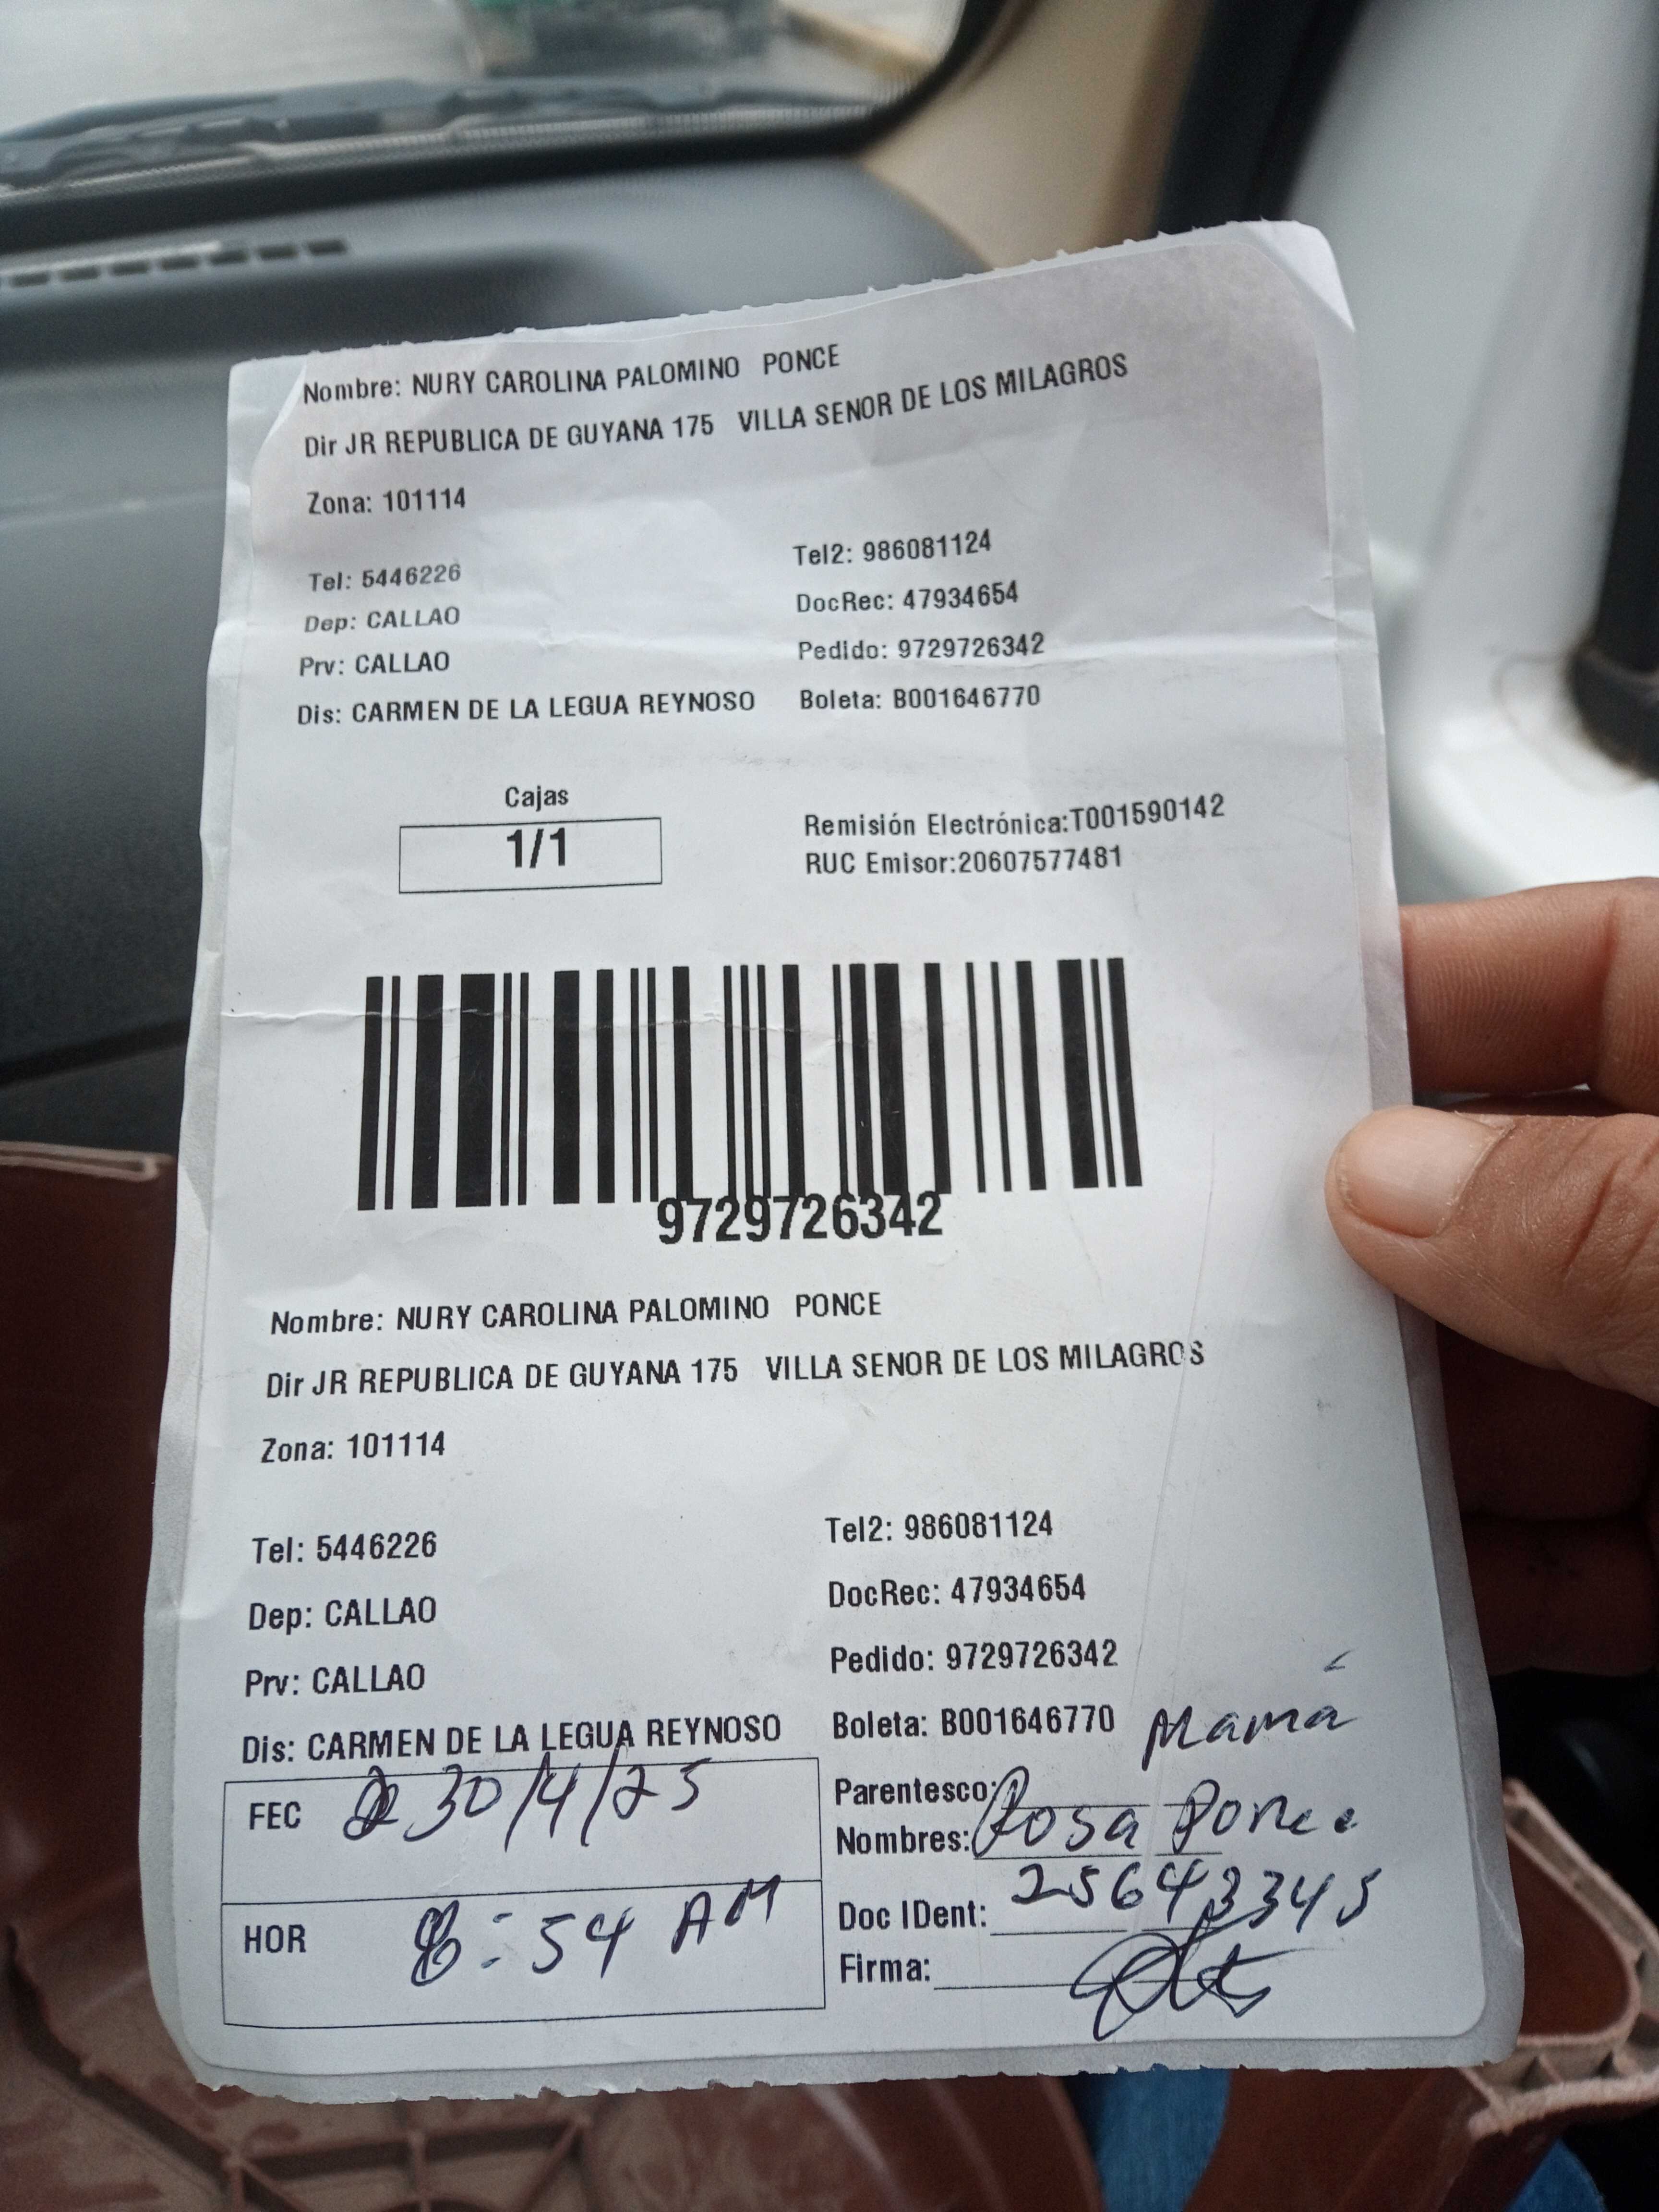 Nombre: NURY CAROLINA PALOMINO PONCE
Dir JR REPUBLICA DE GUYANA 175 VILLA SENOR DE LOS MILAGROS
Zona: 101114
Tel: 5446226 Tel2: 986081124
Dep: CALLAO DocRec: 47934654
Prv: CALLAO Pedido: 9729726342
Dis: CARMEN DE LA LEGUA REYNOSO Boleta: B001646770
Cajas
1/1
Remisión Electrónica:T001590142
RUC Emisor:20607577481
9729726342
Nombre: NURY CAROLINA PALOMINO PONCE
Dir JR REPUBLICA DE GUYANA 175 VILLA SENOR DE LOS MILAGROS
Zona: 101114
Tel: 5446226 Tel2: 986081124
Dep: CALLAO DocRec: 47934654
Prv: CALLAO Pedido: 9729726342
Dis: CARMEN DE LA LEGUA REYNOSO Boleta: B001646770
FEC 30/4/25
HOR 8:54 AM
Parentesco: Mamá
Nombres: Rosa Ponce
Doc IDent: 25643345
Firma: